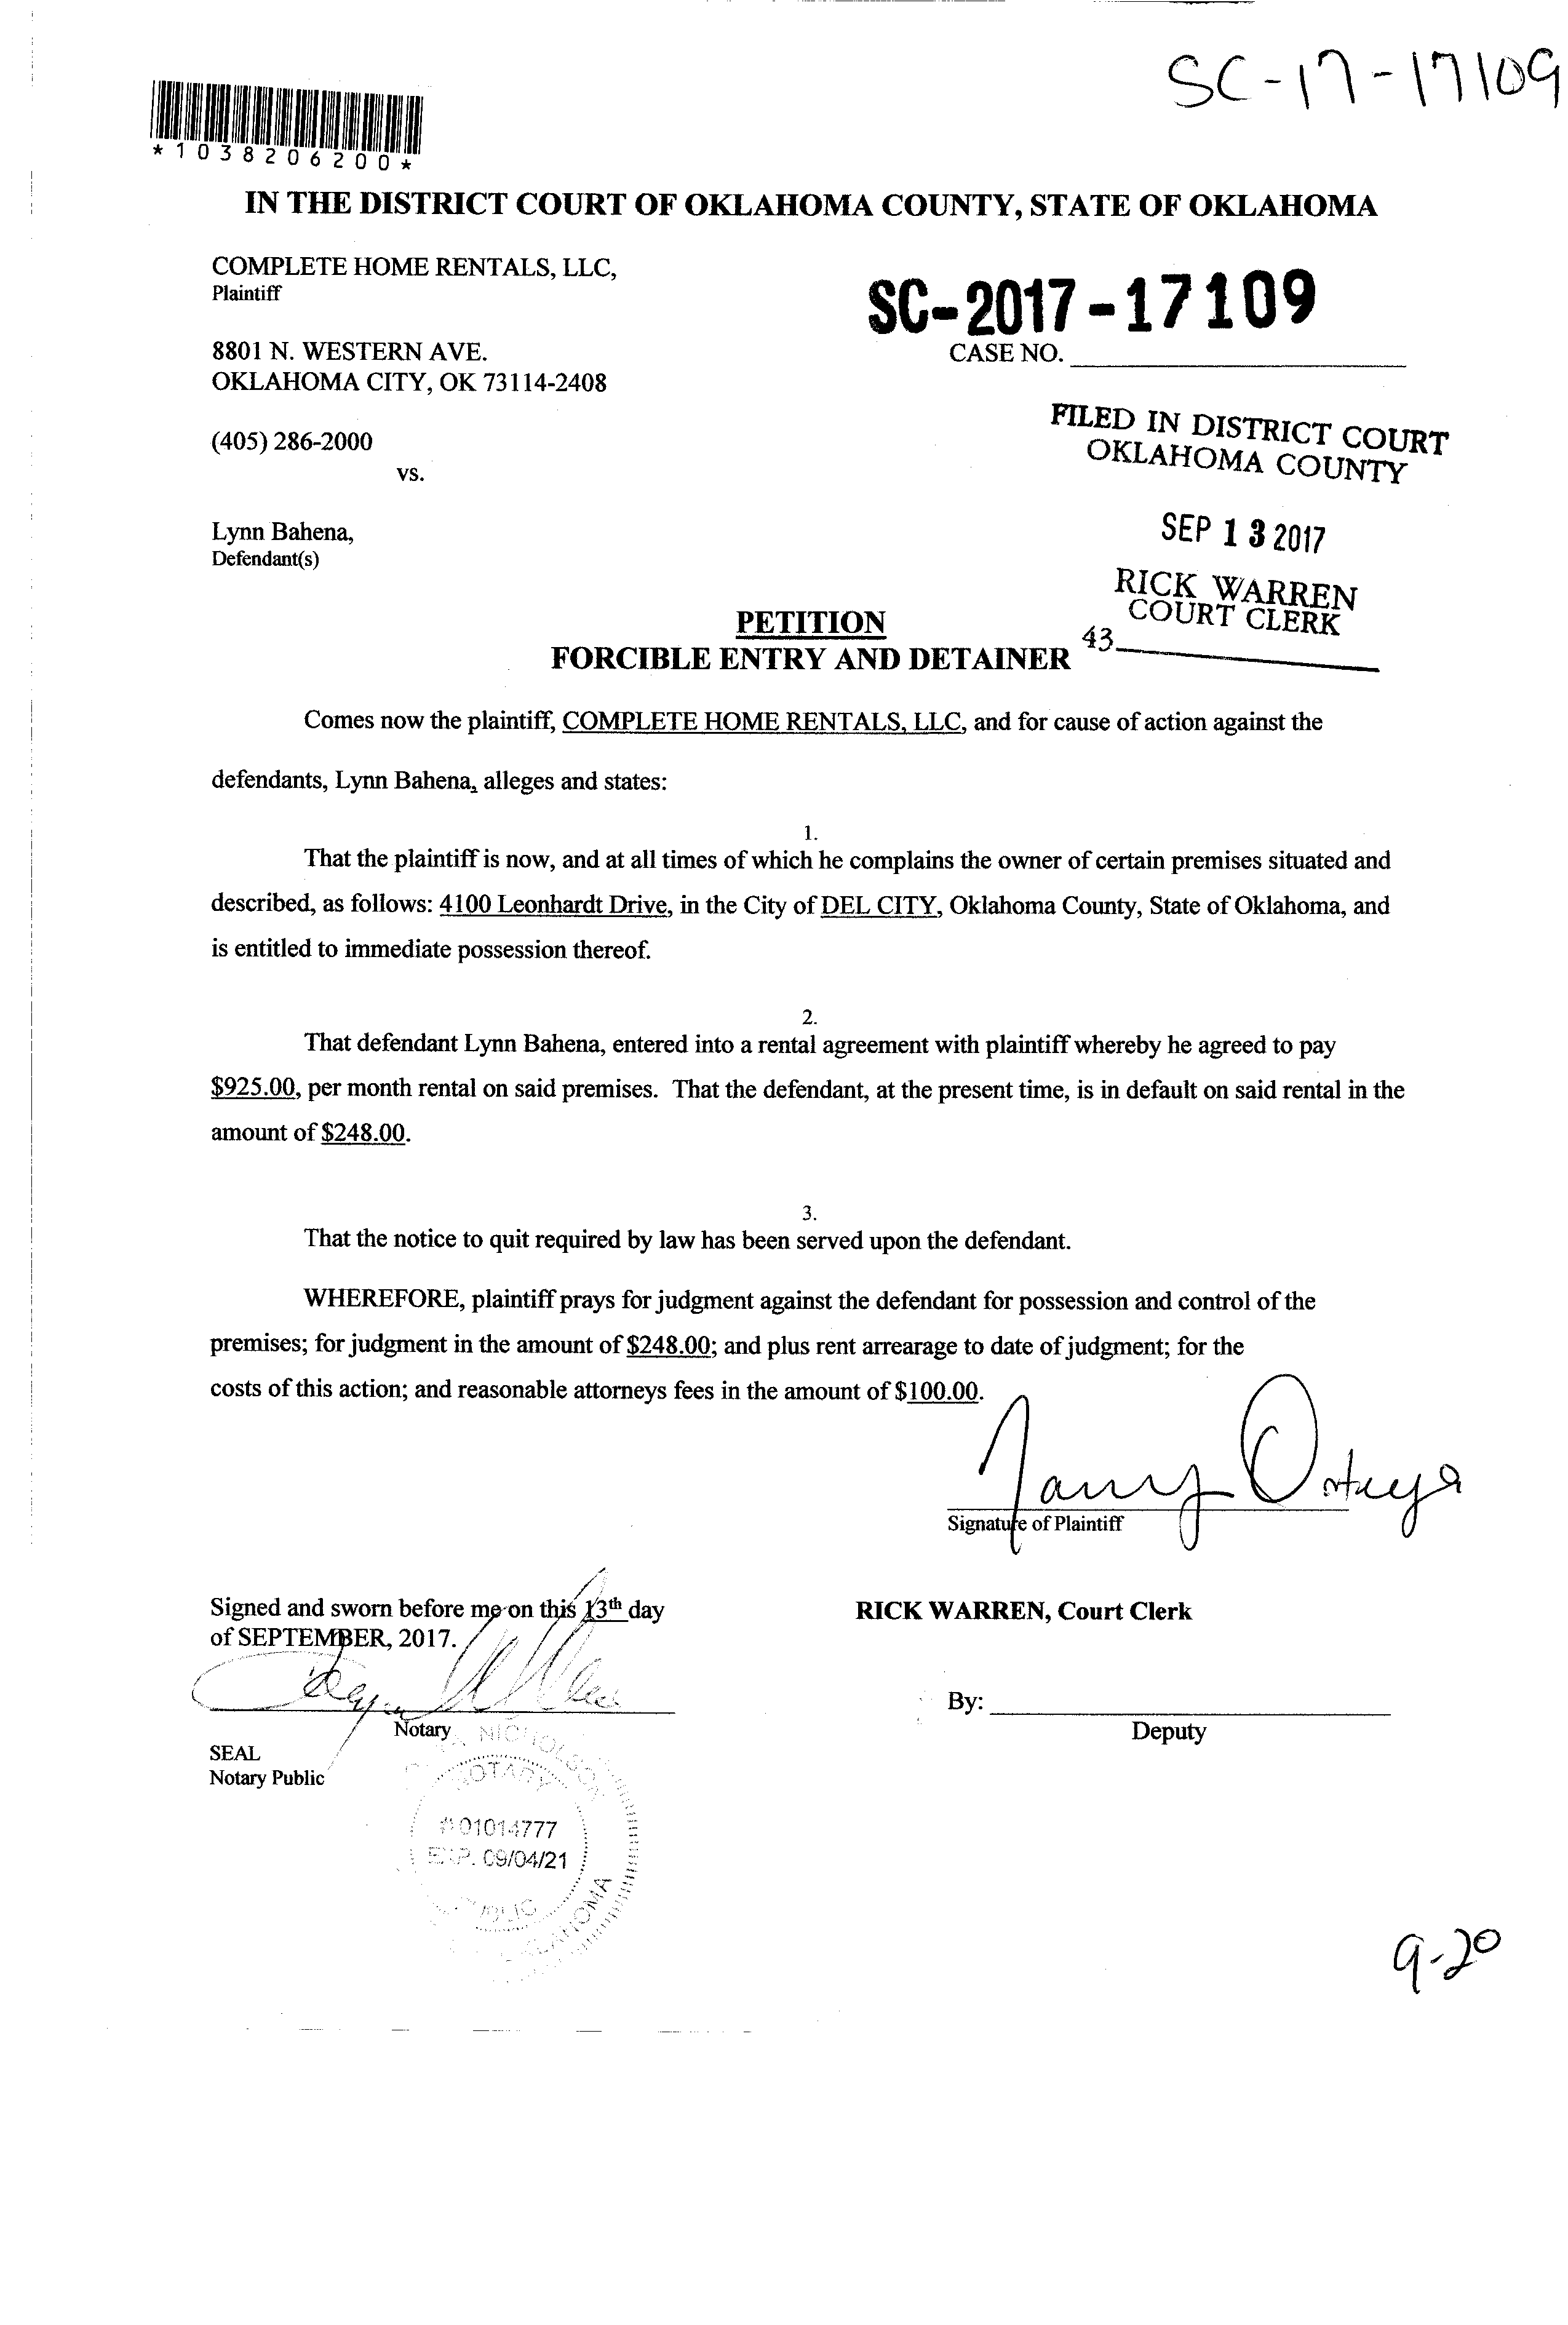 SC-17-17109
*1038206200*
IN THE DISTRICT COURT OF OKLAHOMA COUNTY, STATE OF OKLAHOMA
COMPLETE HOME RENTALS, LLC,
Plaintiff
SC-2017-17109
8801 N. WESTERN AVE.
CASE NO.
OKLAHOMA CITY, OK 73114-2408
FILED IN DISTRICT COURT
OKLAHOMA COUNTY
(405) 286-2000
vs.
SEP 13 2017
Lynn Bahena,
Defendant(s)
RICK WARREN
COURT CLERK
43
PETITION
FORCIBLE ENTRY AND DETAINER
Comes now the plaintiff, COMPLETE HOME RENTALS, LLC, and for cause of action against the
defendants, Lynn Bahena, alleges and states:
1.
That the plaintiff is now, and at all times of which he complains the owner of certain premises situated and
described, as follows: 4100 Leonhardt Drive, in the City of DEL CITY, Oklahoma County, State of Oklahoma, and
is entitled to immediate possession thereof.
2.
That defendant Lynn Bahena, entered into a rental agreement with plaintiff whereby he agreed to pay
$925.00, per month rental on said premises. That the defendant, at the present time, is in default on said rental in the
amount of $248.00.
3.
That the notice to quit required by law has been served upon the defendant.
WHEREFORE, plaintiff prays for judgment against the defendant for possession and control of the
premises; for judgment in the amount of $248.00; and plus rent arrearage to date of judgment; for the
costs of this action; and reasonable attorneys fees in the amount of $100.00.
Ortega
Signature of Plaintiff
Signed and sworn before me on this 13th day
of SEPTEMBER, 2017.
RICK WARREN, Court Clerk
By:
Deputy
Notary
SEAL
Notary Public
NOTARY
#01014777
EXP. 09/04/21
9-20